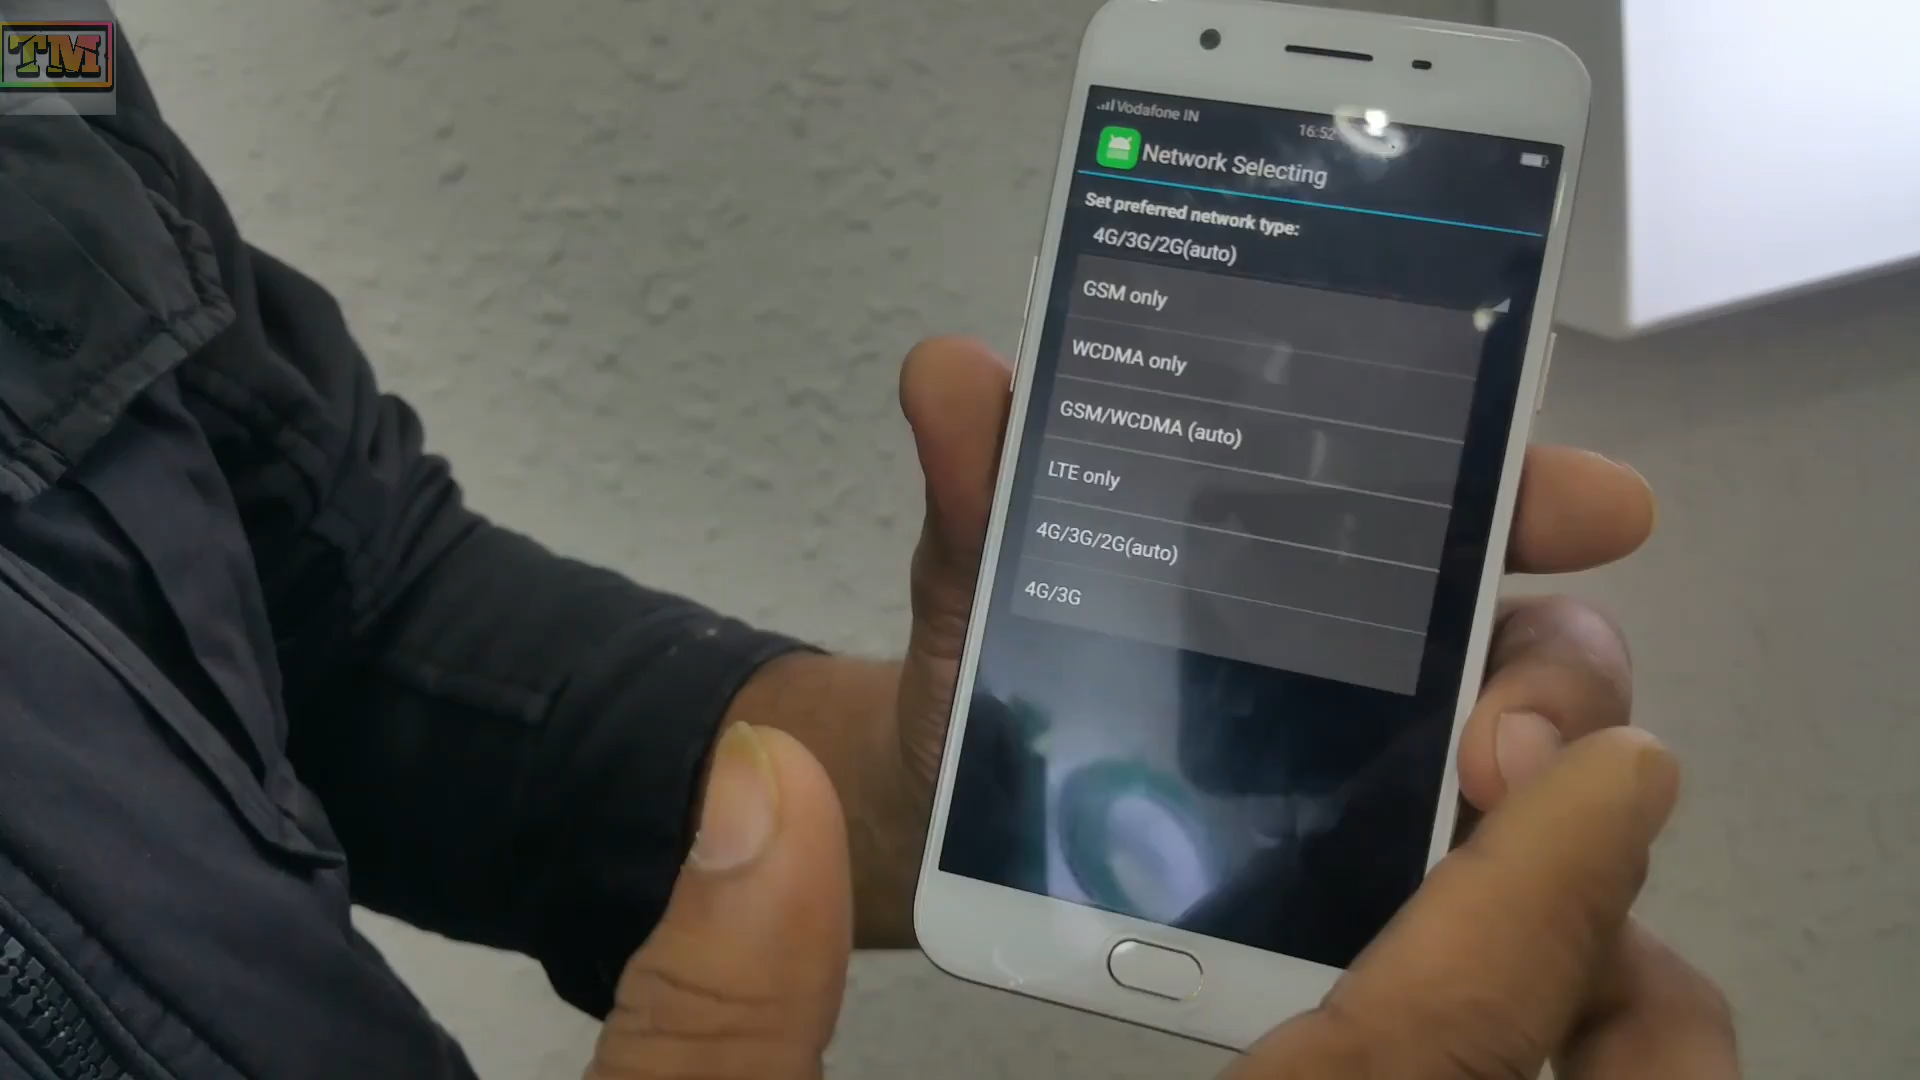 TM
Vodafone IN
16:52
Network Selecting
Set preferred network type:
4G/3G/2G(auto)
GSM only
WCDMA only
GSM/WCDMA (auto)
LTE only
4G/3G/2G(auto)
4G/3G